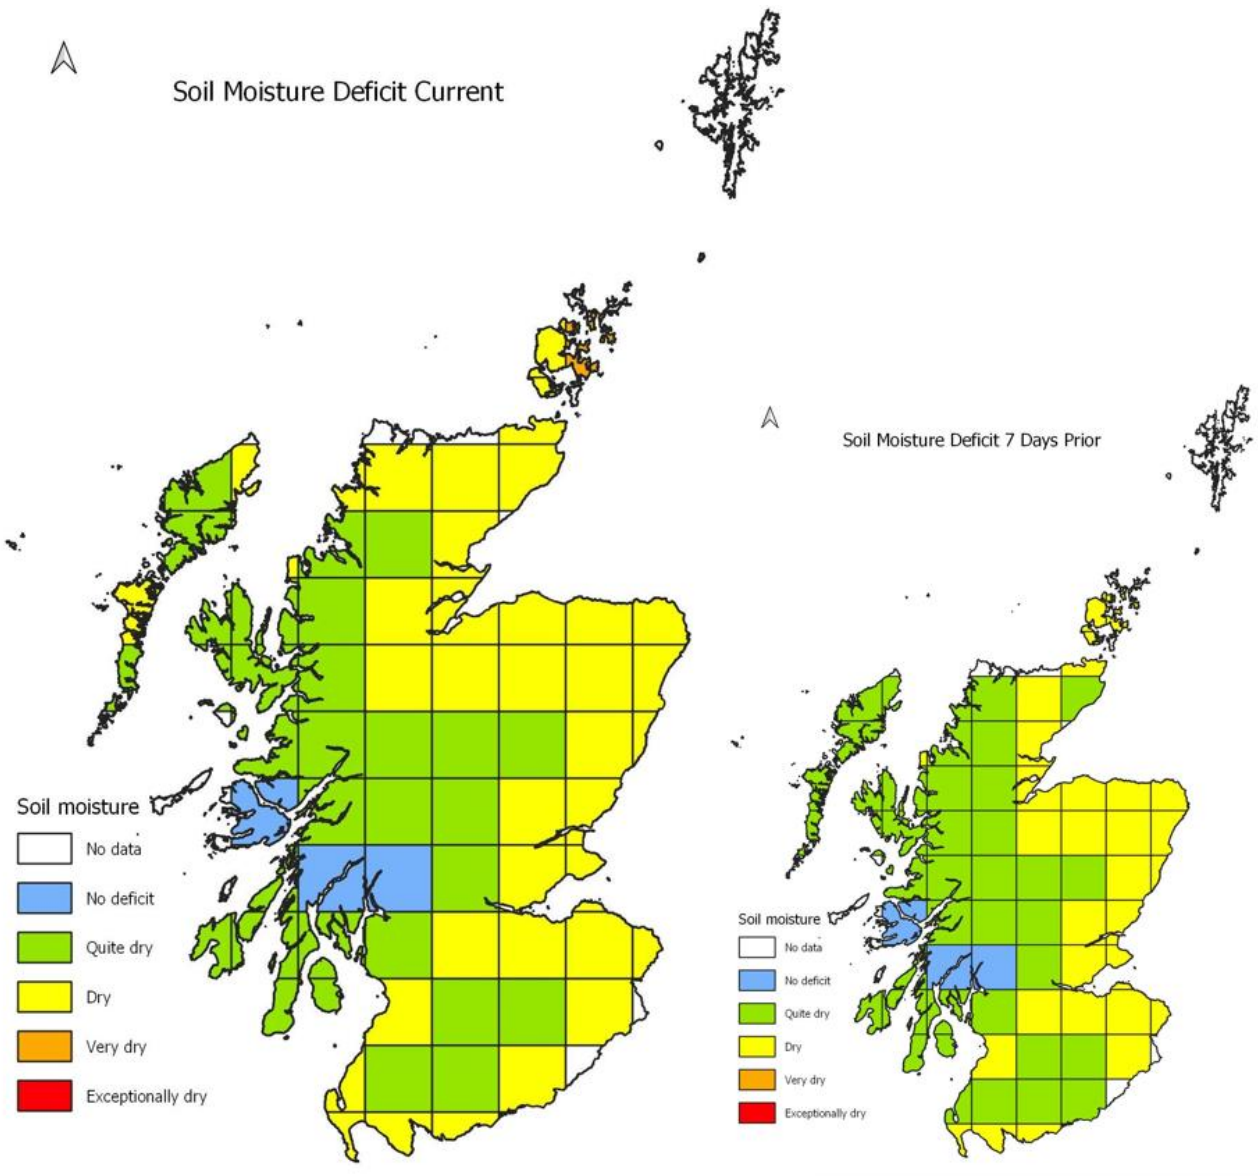 Soil Moisture Deficit Current
Soil moisture
No data
No deficit
Quite dry
Dry
Very dry
Exceptionally dry
Soil Moisture Deficit 7 Days Prior
Soil moisture
No data
No deficit
Quite dry
Dry
Very dry
Exceptionally dry